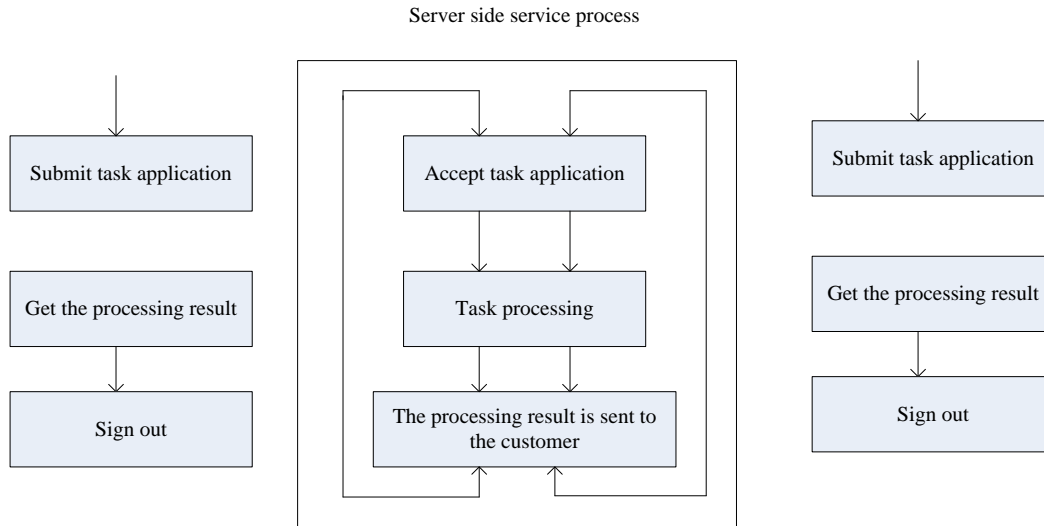 Server side service process
Submit task application
Get the processing result
Sign out
Accept task application
Task processing
The processing result is sent to
the customer
Submit task application
Get the processing result
Sign out